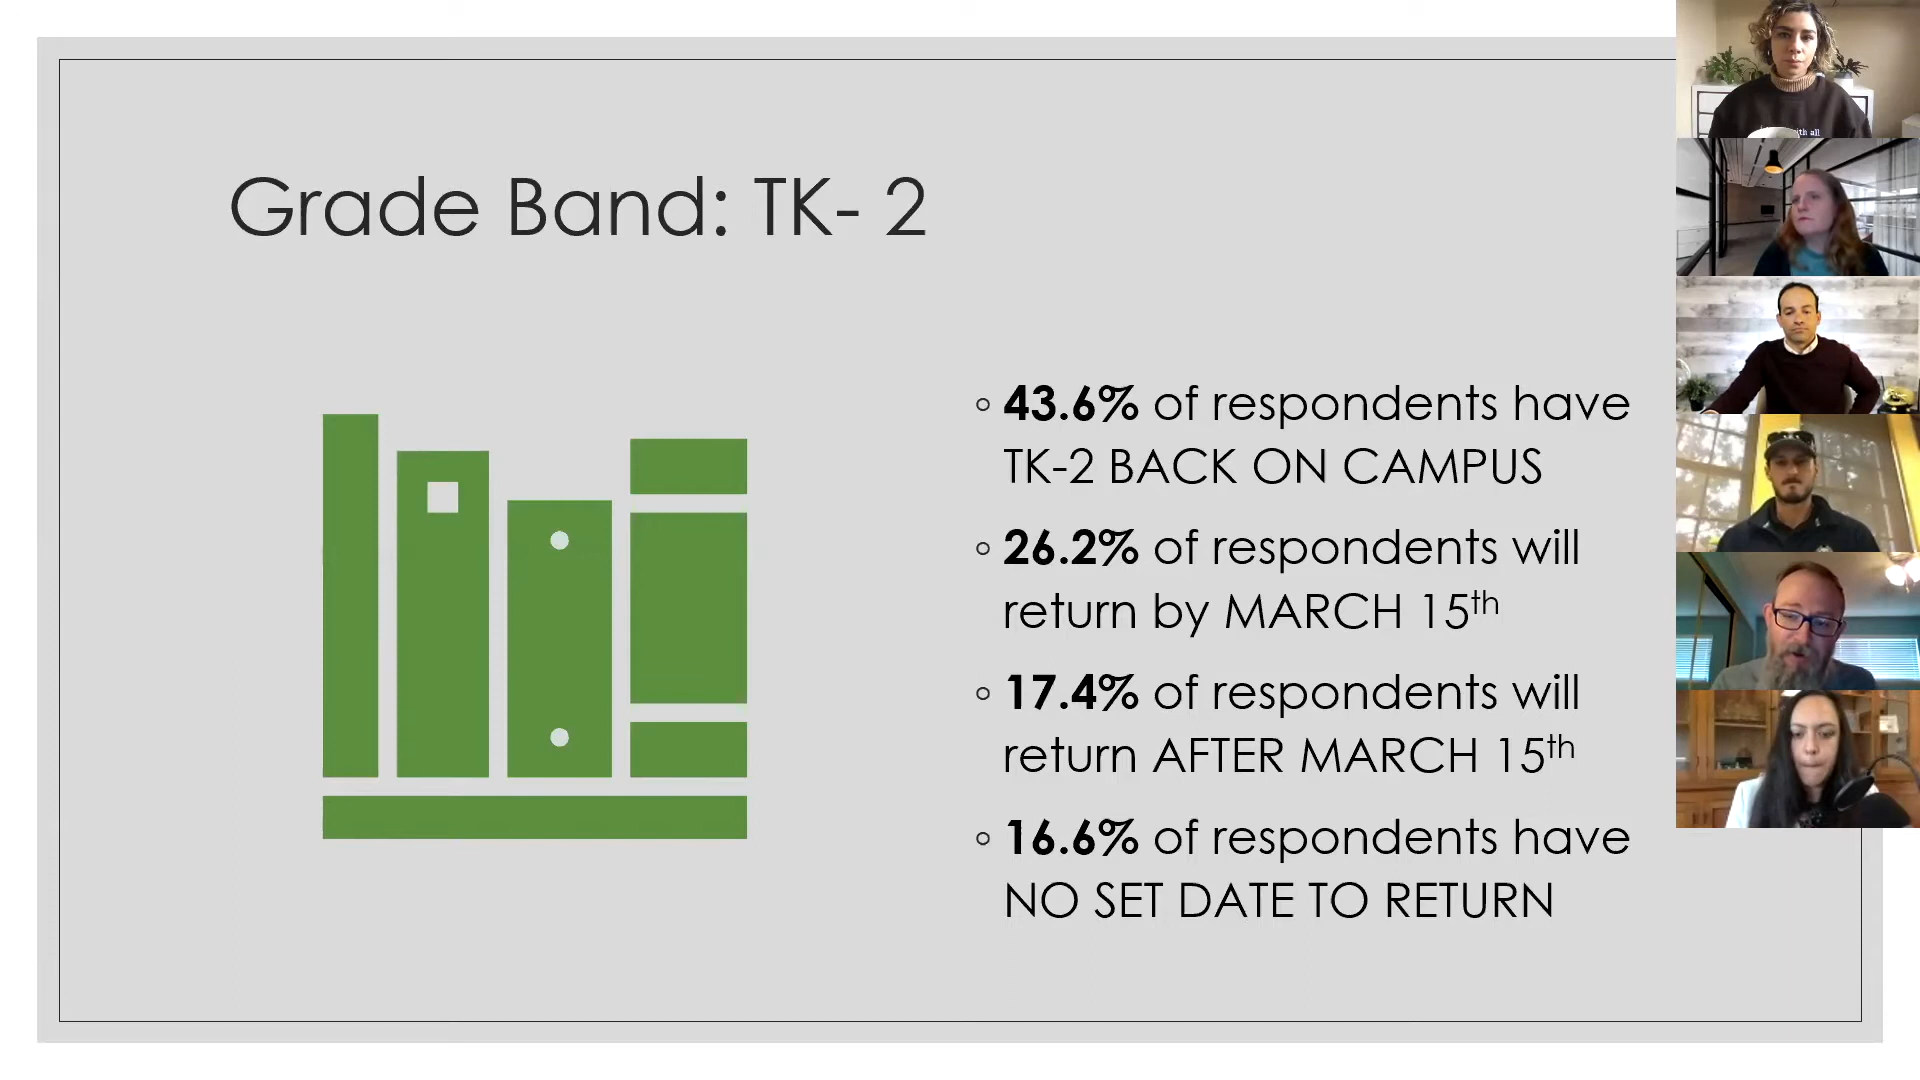 Grade Band: TK- 2
◦ 43.6% of respondents have
TK-2 BACK ON CAMPUS
◦ 26.2% of respondents will
return by MARCH 15th
◦ 17.4% of respondents will
return AFTER MARCH 15th
◦ 16.6% of respondents have
NO SET DATE TO RETURN
with all